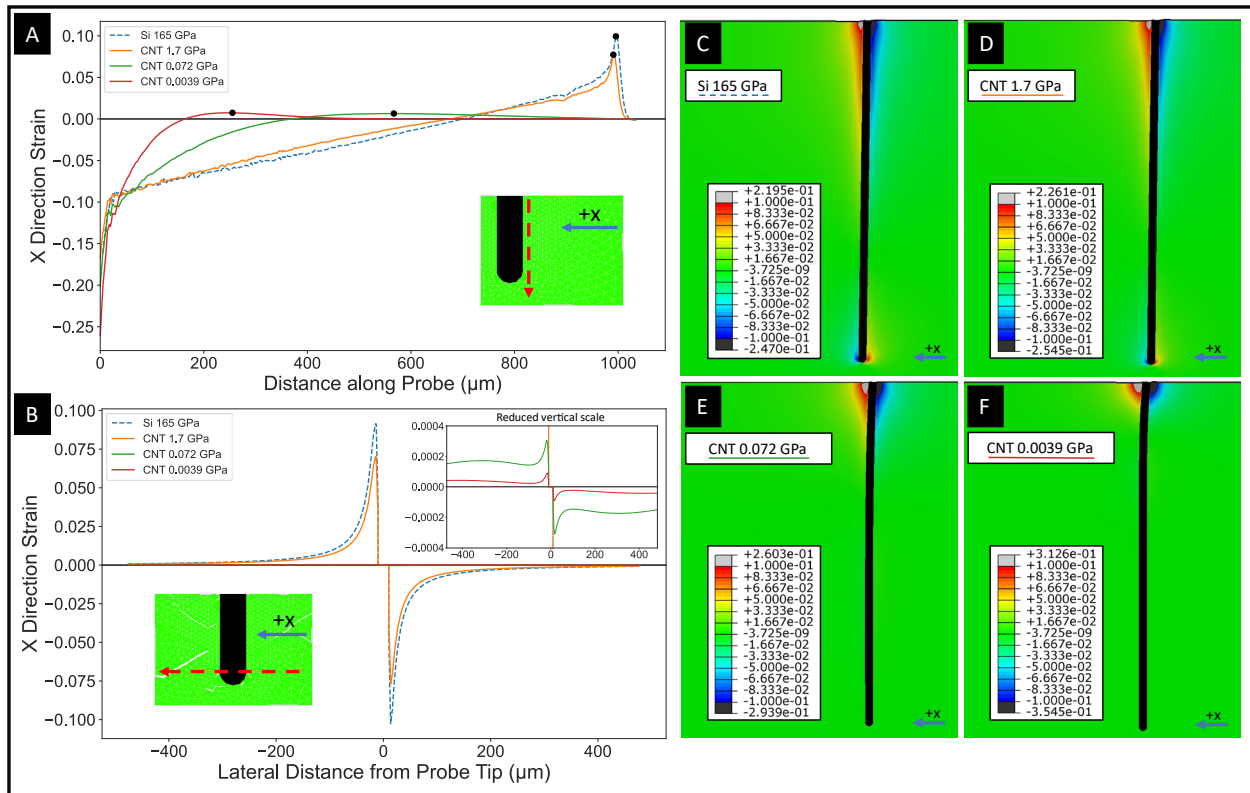 A
Si 165 GPa
CNT 1.7 GPa
CNT 0.072 GPa
CNT 0.0039 GPa
X Direction Strain
0.10
0.05
0.00
−0.05
−0.10
−0.15
−0.20
−0.25
+x
0 200 400 600 800 1000
Distance along Probe (µm)
B
Si 165 GPa
CNT 1.7 GPa
CNT 0.072 GPa
CNT 0.0039 GPa
X Direction Strain
0.100
0.075
0.050
0.025
0.000
−0.025
−0.050
−0.075
−0.100
Reduced vertical scale
0.0004
0.0002
0.0000
−0.0002
−0.0004
−400 −200 0 200 400
+x
−400 −200 0 200 400
Lateral Distance from Probe Tip (µm)
C
Si 165 GPa
+2.195e-01
+1.000e-01
+8.333e-02
+6.667e-02
+5.000e-02
+3.333e-02
+1.667e-02
-3.725e-09
-1.667e-02
-3.333e-02
-5.000e-02
-6.667e-02
-8.333e-02
-1.000e-01
-2.470e-01
+x
D
CNT 1.7 GPa
+2.261e-01
+1.000e-01
+8.333e-02
+6.667e-02
+5.000e-02
+3.333e-02
+1.667e-02
-3.725e-09
-1.667e-02
-3.333e-02
-5.000e-02
-6.667e-02
-8.333e-02
-1.000e-01
-2.545e-01
+x
E
CNT 0.072 GPa
+2.603e-01
+1.000e-01
+8.333e-02
+6.667e-02
+5.000e-02
+3.333e-02
+1.667e-02
-3.725e-09
-1.667e-02
-3.333e-02
-5.000e-02
-6.667e-02
-8.333e-02
-1.000e-01
-2.939e-01
+x
F
CNT 0.0039 GPa
+3.126e-01
+1.000e-01
+8.333e-02
+6.667e-02
+5.000e-02
+3.333e-02
+1.667e-02
-3.725e-09
-1.667e-02
-3.333e-02
-5.000e-02
-6.667e-02
-8.333e-02
-1.000e-01
-3.545e-01
+x